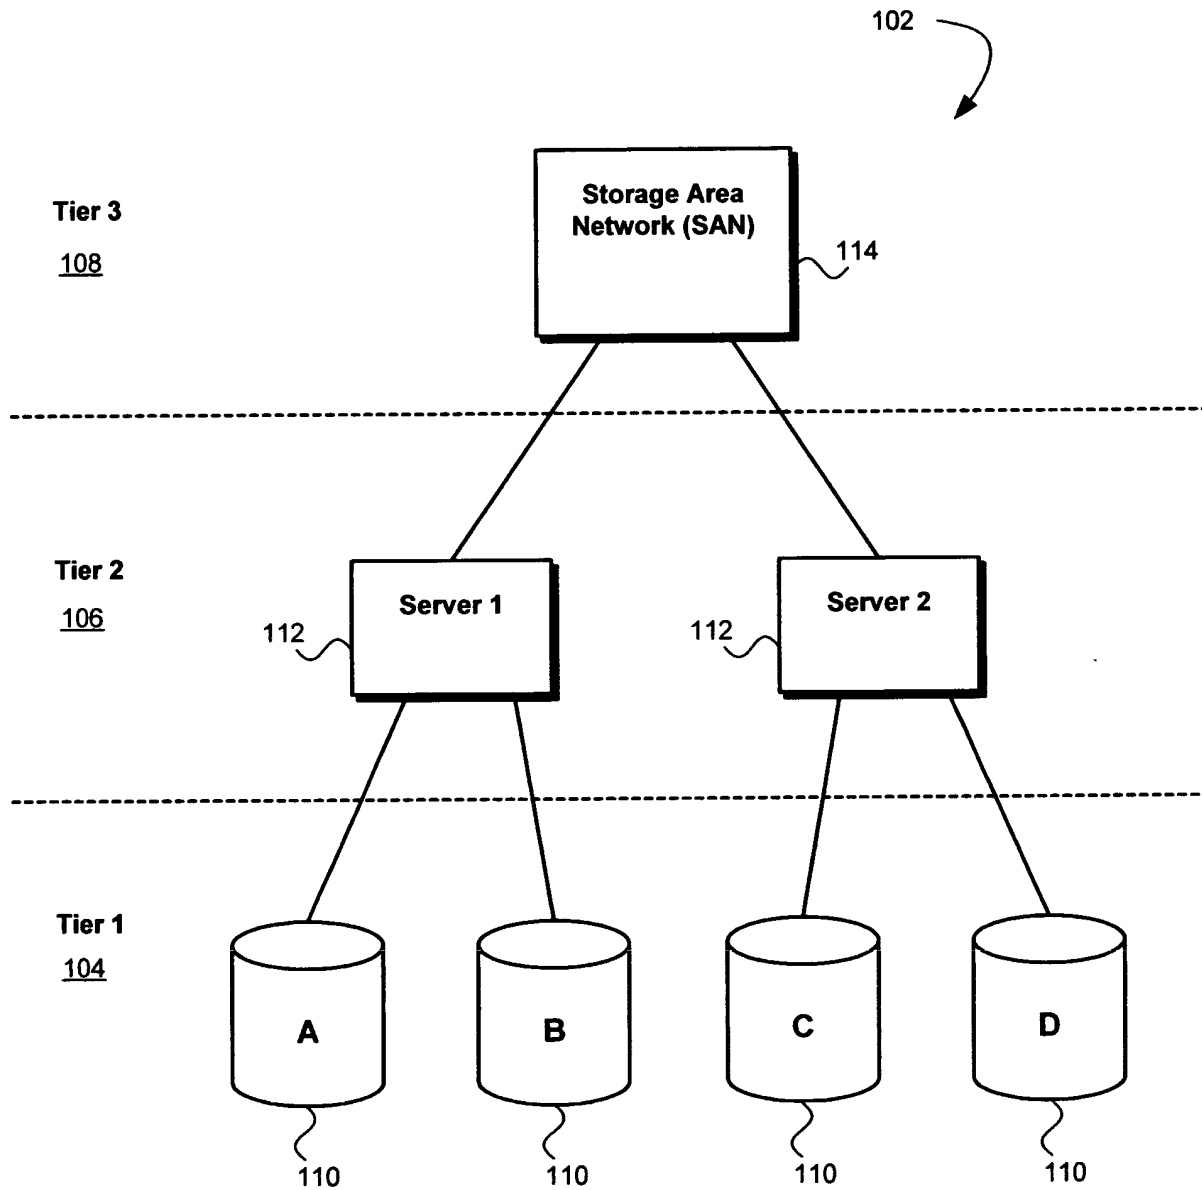 102
Storage Area
Network (SAN)
Tier 3
108
114
Tier 2
106
Server 1
112
Server 2
112
Tier 1
104
A
B
C
D
110
110
110
110